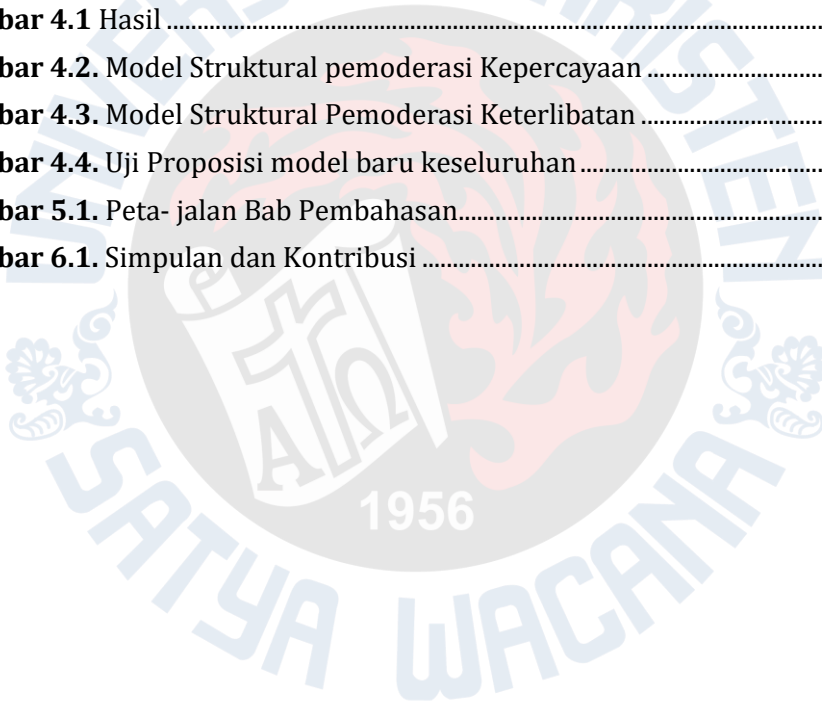 bar 4.1 Hasil ........................................................
bar 4.2. Model Struktural pemoderasi Kepercayaan ........................
bar 4.3. Model Struktural Pemoderasi Keterlibatan ........................
bar 4.4. Uji Proposisi model baru keseluruhan ........................
bar 5.1. Peta- jalan Bab Pembahasan........................
bar 6.1. Simpulan dan Kontribusi ........................
Α Ω
1956
SATYA WACANA